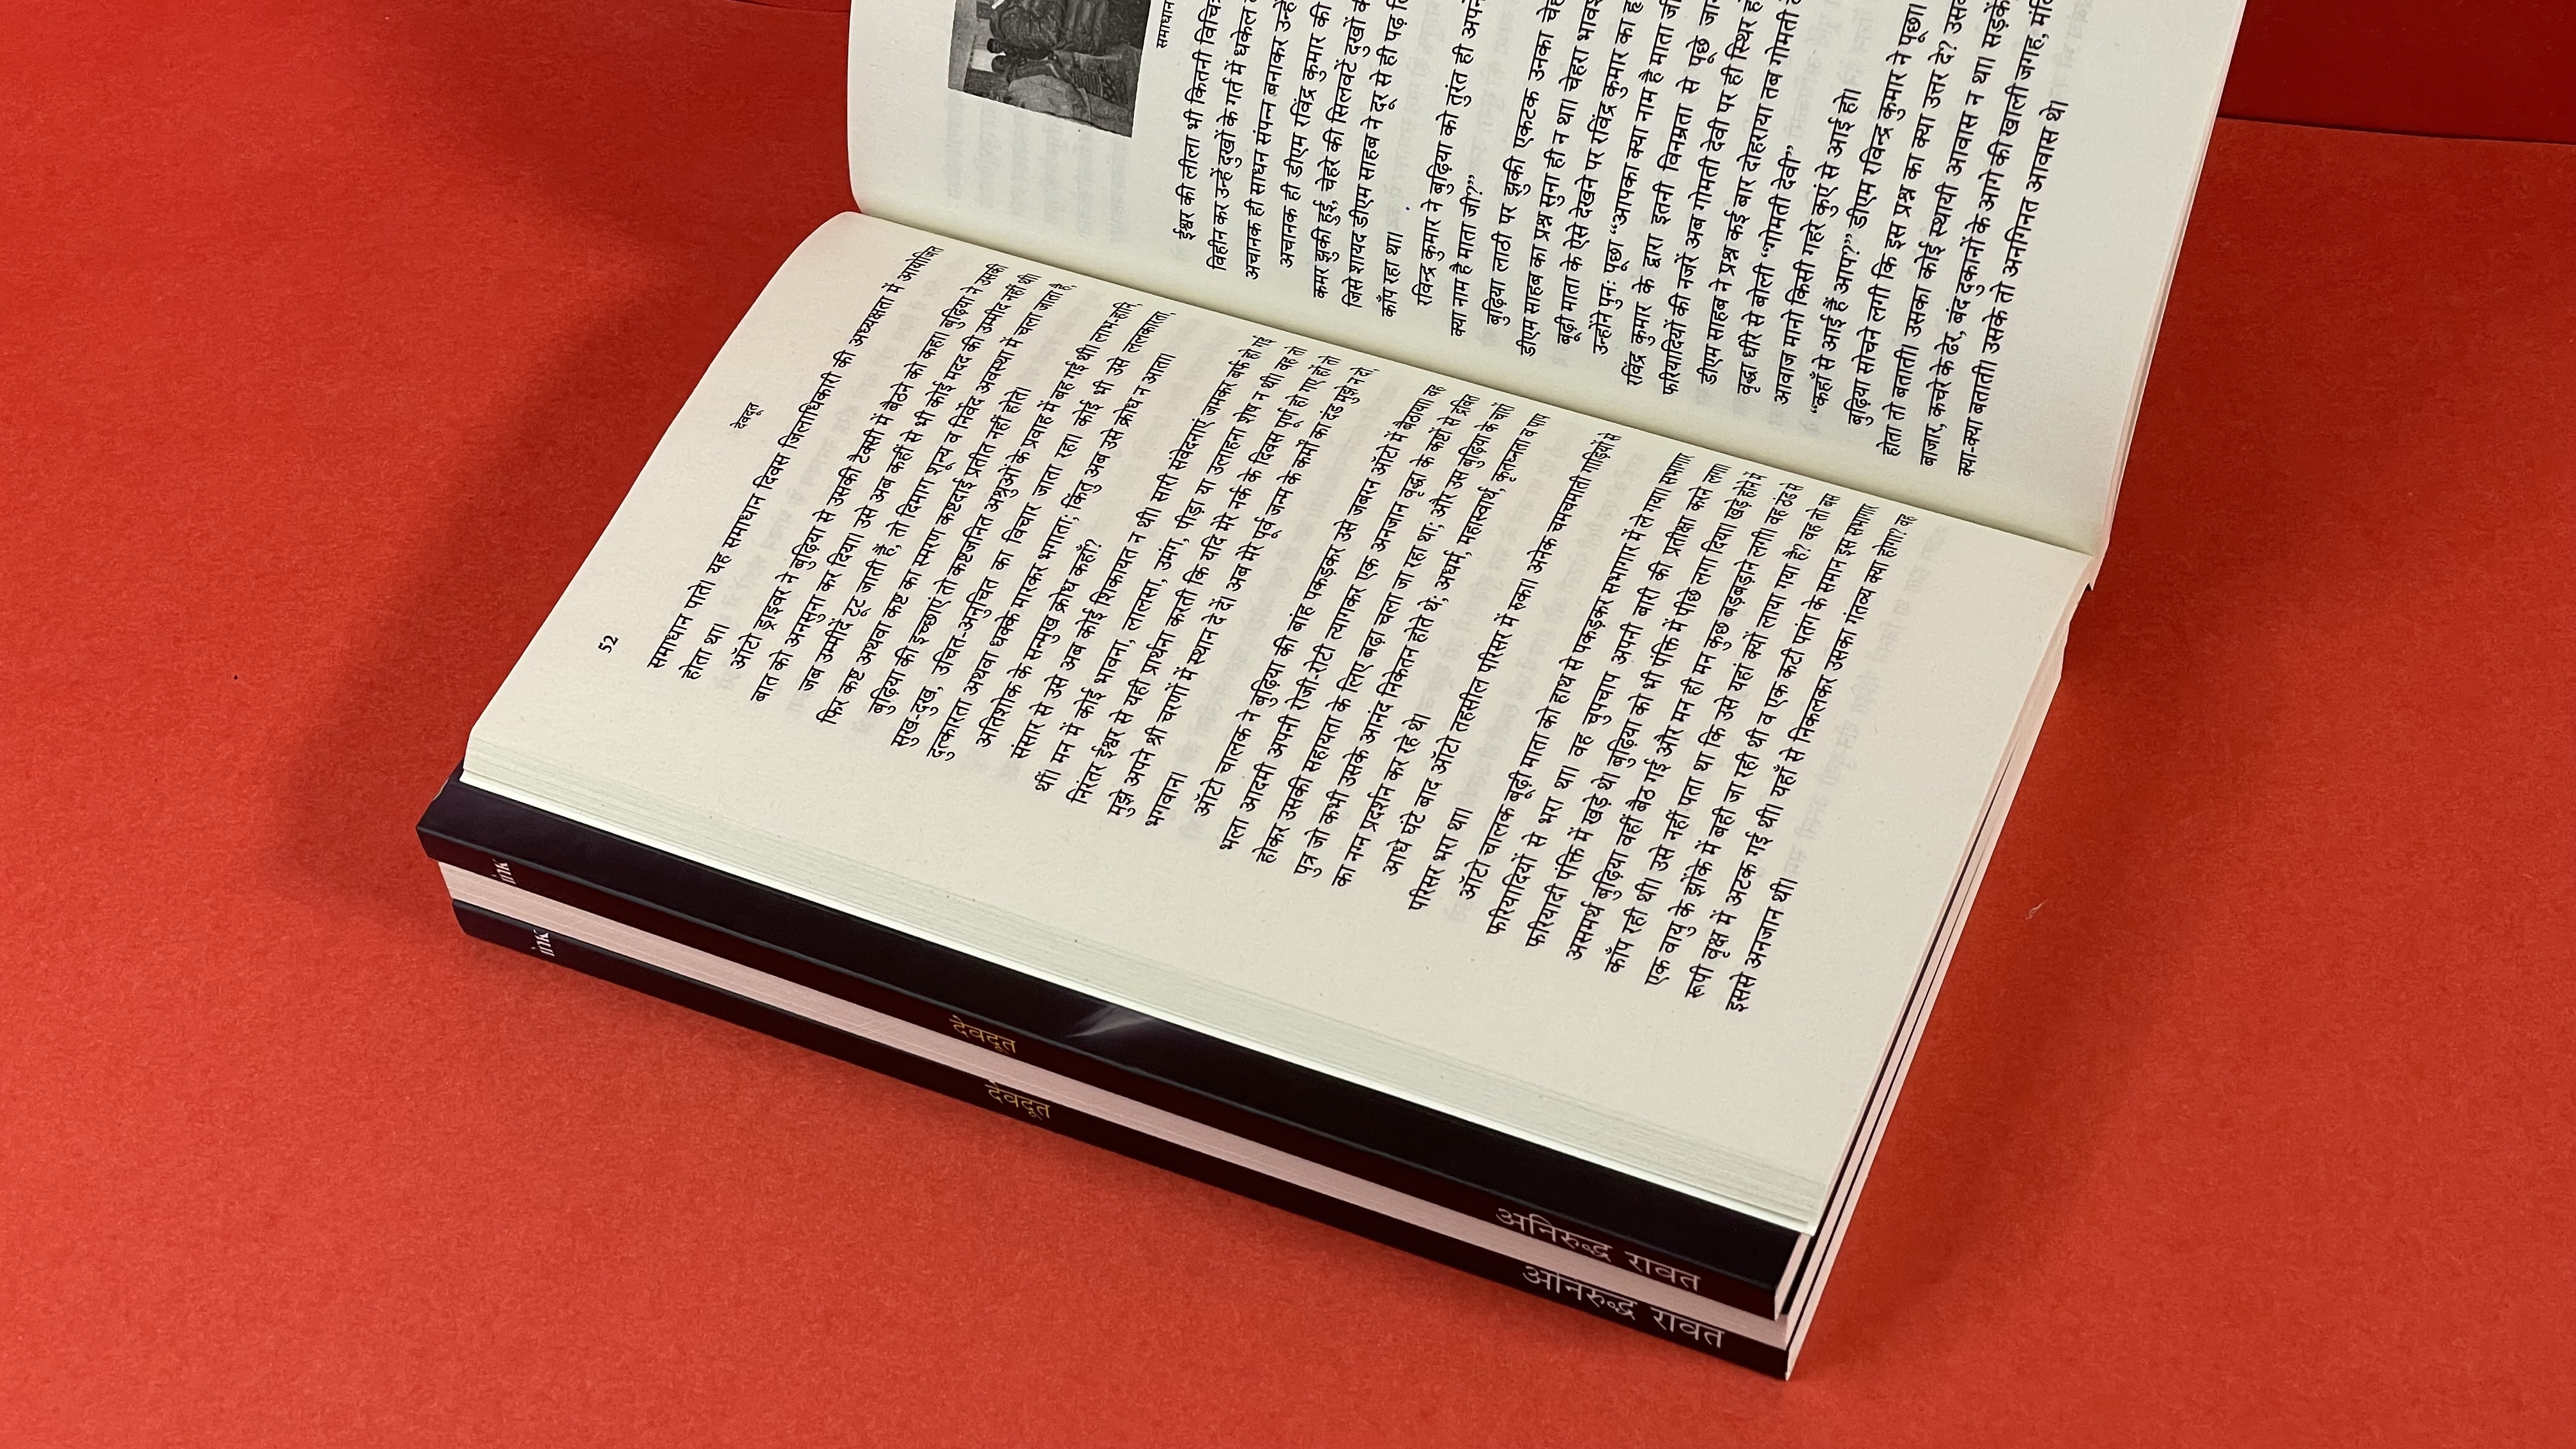 52
देवदूत
समाधान पाते। यह समाधान दिवस जिलाधिकारी की अध्यक्षता में आयोजित
होता था।
ऑटो ड्राइवर ने बुढ़िया से उसकी टैक्सी में बैठने को कहा। बुढ़िया ने उसकी
बात को अनसुना कर दिया। उसे अब कहीं से भी कोई मदद की उम्मीद नहीं थी।
जब उम्मीदें टूट जाती हैं, तो दिमाग शून्य व निर्वेद अवस्था में चला जाता है,
फिर कष्ट अथवा कष्ट का स्मरण कष्टदाई प्रतीत नहीं होते।
बुढ़िया की इच्छाएं तो कष्टजनित अश्रुओं के प्रवाह में बह गई थी। लाभ-हानि,
सुख-दुख, उचित-अनुचित का विचार जाता रहा। कोई भी उसे ललकारता,
दुत्कारता अथवा धक्के मारकर भगाता; किंतु अब उसे क्रोध न आता।
अतिशोक के सन्मुख क्रोध कहाँ?
संसार से उसे अब कोई शिकायत न थी। सारी संवेदनाएं जमकर बर्फ हो गई
थीं। मन में कोई भावना, लालसा, उमंग, पीड़ा या उलाहना शेष न थी। वह तो
निरंतर ईश्वर से यही प्रार्थना करती कि यदि मेरे नर्क के दिवस पूर्ण हो गए हों तो
मुझे अपने श्री चरणों में स्थान दे दो। अब मेरे पूर्व जन्म के कर्मों का दंड मुझे न दो,
भगवान।
ऑटो चालक ने बुढ़िया की बांह पकड़कर उसे जबरन ऑटो में बैठाया। वह
भला आदमी अपनी रोजी-रोटी त्यागकर एक अनजान वृद्धा के कष्टों से द्रवित
होकर उसकी सहायता के लिए बढ़ा चला जा रहा था; और उस बुढ़िया के चारों
पुत्र जो कभी उसके आनंद निकेतन होते थे; अधर्म, महास्वार्थ, कृतघ्नता व पाप
का नग्न प्रदर्शन कर रहे थे।
आधे घंटे बाद ऑटो तहसील परिसर में रुका। अनेक चमचमाती गाड़ियों से
परिसर भरा था।
ऑटो चालक बूढ़ी माता को हाथ से पकड़कर सभागार में ले गया। सभागार
फरियादियों से भरा था। वह चुपचाप अपनी बारी की प्रतीक्षा करने लगा।
फरियादी पंक्ति में खड़े थे। बुढ़िया को भी पंक्ति में पीछे लगा दिया। खड़े होने में
असमर्थ बुढ़िया वहीं बैठ गई और मन ही मन कुछ बड़बड़ाने लगी। वह ठंड से
काँप रही थी। उसे नहीं पता था कि उसे यहां क्यों लाया गया है? वह तो बस
एक वायु के झोंके में बही जा रही थी व एक कटी पतंग के समान इस सभागार
रूपी वृक्ष में अटक गई थी। यहाँ से निकलकर उसका गंतव्य क्या होगा? वह
इससे अनजान थी।
समाधान
ईश्वर की लीला भी कितनी
विहीन कर उन्हें दुखों के गर्त में धकेल
अचानक ही साधन संपन्न बनाकर उन्हें
अचानक ही डीएम रविंद्र कुमार की
कमर झुकी हुई, चेहरे की सिलवटें दुखों
जिसे शायद डीएम साहब ने दूर से ही पढ़
काँप रहा था।
रविन्द्र कुमार ने बुढ़िया को तुरंत ही
क्या नाम है माता जी?”
बुढ़िया लाठी पर झुकी एकटक उनका
डीएम साहब का प्रश्न सुना ही न था। चेहरा
बूढ़ी माता के ऐसे देखने पर रविंद्र कुमार का
उन्होंने पुनः पूछा “आपका क्या नाम है माता
रविंद्र कुमार के द्वारा इतनी विनम्रता से पूछे
फरियादियों की नजरें अब गोमती देवी पर ही स्थिर
डीएम साहब ने प्रश्न कई बार दोहराया तब गोमती
वृद्धा धीरे से बोली “गोमती देवी”
आवाज मानो किसी गहरे कुएं से आई हो।
“कहाँ से आई हैं आप?” डीएम रविन्द्र कुमार ने पूछा।
बुढ़िया सोचने लगी कि इस प्रश्न का क्या उत्तर दे?
होता तो बताती। उसका कोई स्थायी आवास न था। सड़कें
बाजार, कचरे के ढेर, बंद दुकानों के आगे की खाली जगह,
क्या-क्या बताती। उसके तो अनगिनत आवास थे।
ink
देवदूत
अनिरुद्ध रावत
ink
देवदूत
अनिरुद्ध रावत